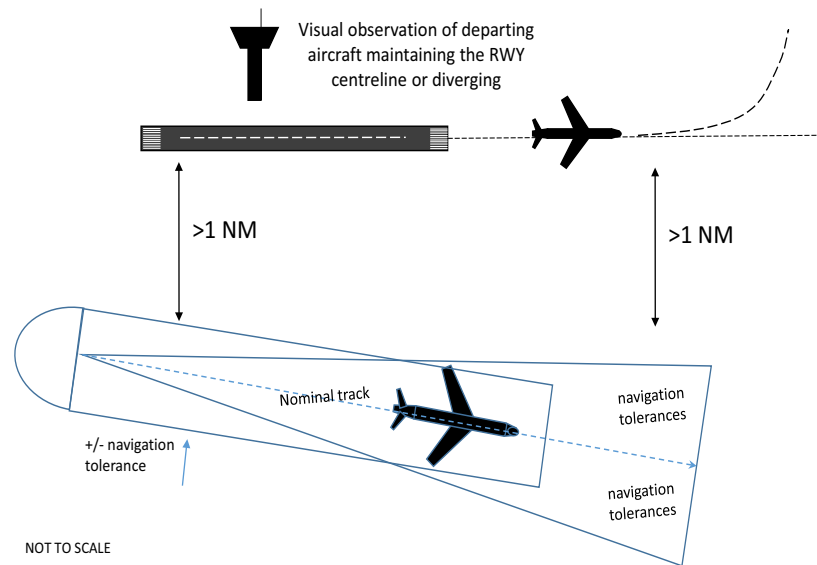 Visual observation of departing
aircraft maintaining the RWY
centreline or diverging
>1 NM
>1 NM
Nominal track
navigation
tolerances
+/- navigation
tolerance
navigation
tolerances
NOT TO SCALE